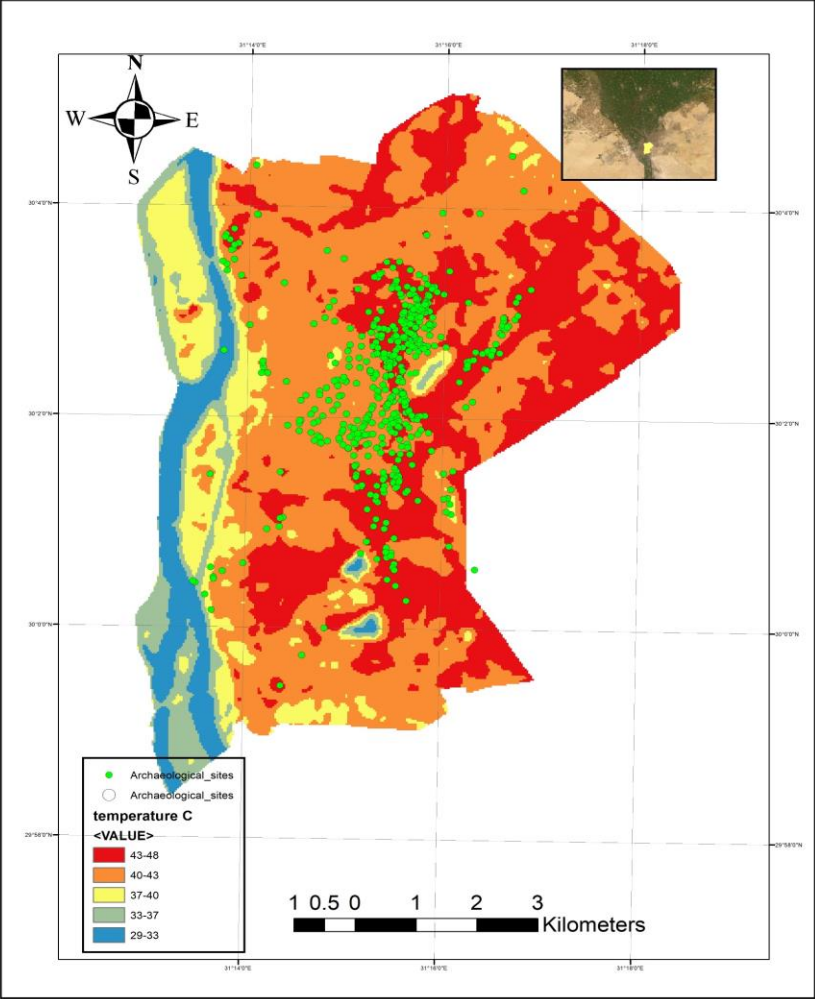 31°14'0"E 31°16'0"E 31°18'0"E
N
W E
S
30°4'0"N 30°4'0"N
30°2'0"N 30°2'0"N
30°0'0"N 30°0'0"N
Archaeological_sites
Archaeological_sites
temperature C
<VALUE>
43-48
40-43
37-40
33-37
29-33
29°58'0"N 29°58'0"N
1 0.5 0 1 2 3
Kilometers
31°14'0"E 31°16'0"E 31°18'0"E